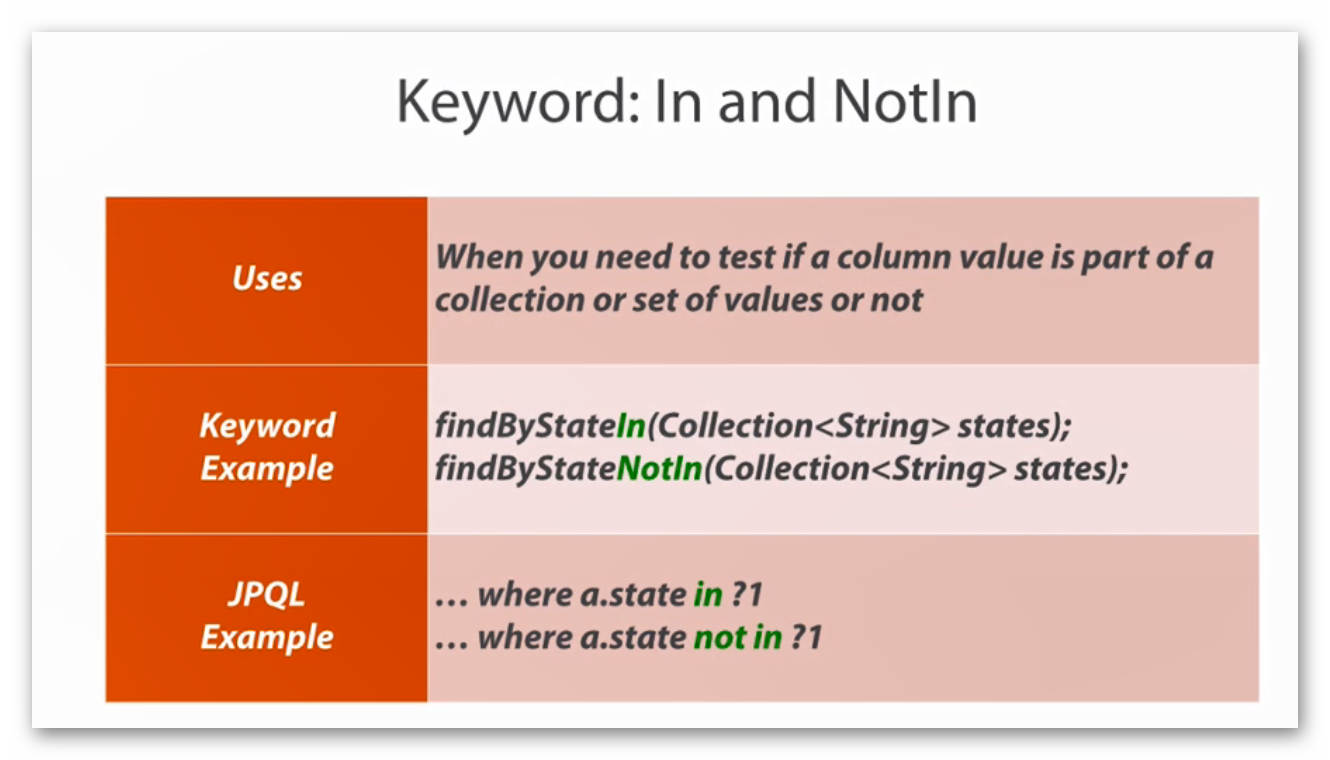 Keyword: In and NotIn
Uses
When you need to test if a column value is part of a
collection or set of values or not
Keyword
Example
findByStateIn(Collection<String> states);
findByStateNotIn(Collection<String> states);
JPQL
Example
… where a.state in ?1
… where a.state not in ?1